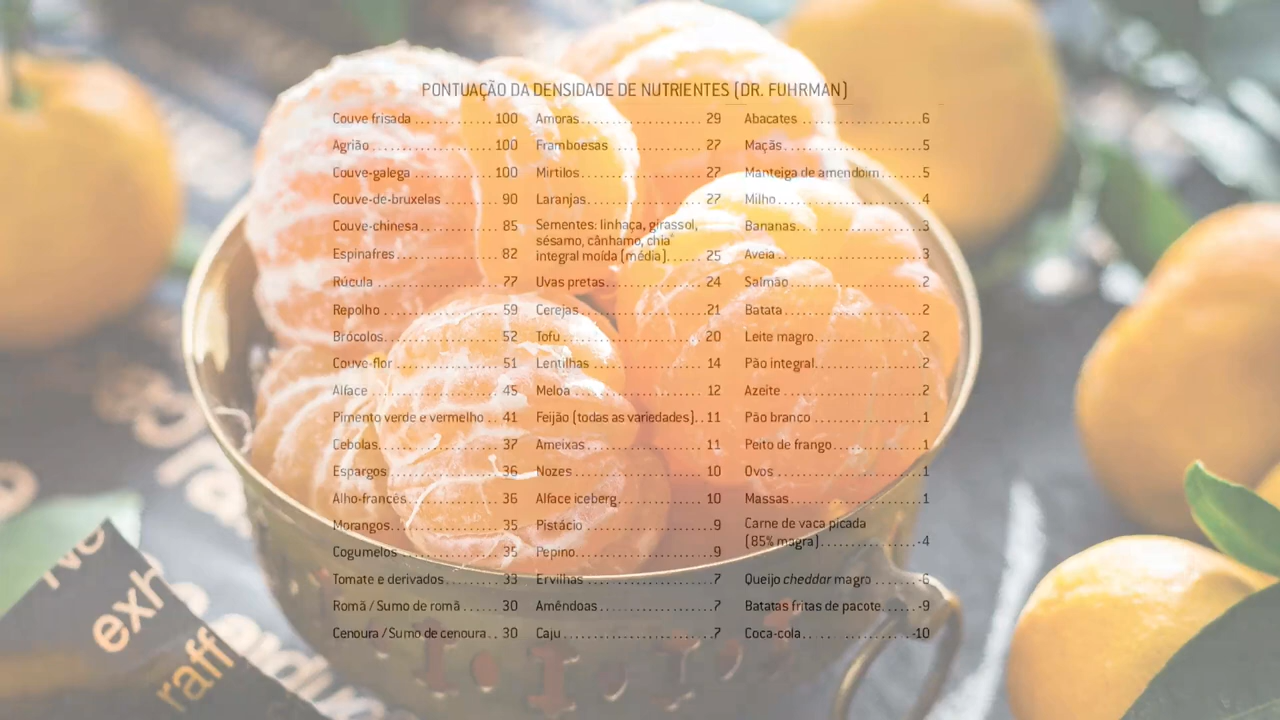 PONTUAÇÃO DA DENSIDADE DE NUTRIENTES (DR. FUHRMAN)
Couve frisada 100
Agrião 100
Couve-galega 100
Couve-de-bruxelas 90
Couve-chinesa 85
Espinafres 82
Rúcula 77
Repolho 59
Brócolos 52
Couve-flor 51
Alface 45
Pimento verde e vermelho 41
Cebolas 37
Espargos 36
Alho-francês 36
Morangos 35
Cogumelos 35
Tomate e derivados 33
Romã / Sumo de romã 30
Cenoura / Sumo de cenoura 30
Amoras 29
Framboesas 27
Mirtilos 27
Laranjas 27
Sementes: linhaça, girassol,
sésamo, cânhamo, chia
integral moída (média) 25
Uvas pretas 24
Cerejas 21
Tofu 20
Lentilhas 14
Meloa 12
Feijão (todas as variedades) 11
Ameixas 11
Nozes 10
Alface iceberg 10
Pistácio 9
Pepino 9
Ervilhas 7
Amêndoas 7
Caju 7
Abacates 6
Maçãs 5
Manteiga de amendoim 5
Milho 4
Bananas 3
Aveia 3
Salmão 2
Batata 2
Leite magro 2
Pão integral 2
Azeite 2
Pão branco 1
Peito de frango 1
Ovos 1
Massas 1
Carne de vaca picada
(85% magra) -4
Queijo cheddar magro -6
Batatas fritas de pacote -9
Coca-cola -10
exh
raff